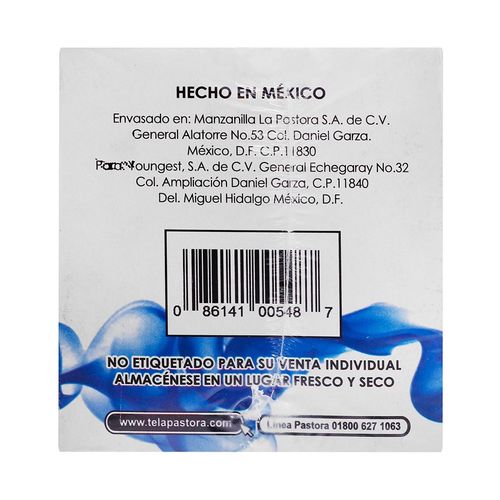 HECHO EN MÉXICO
Envasado en: Manzanilla La Pastora S.A. de C.V.
General Alatorre No.53 Col. Daniel Garza.
México, D.F. C.P.11830
Para: Youngest, S.A. de C.V. General Echegaray No.32
Col. Ampliación Daniel Garza, C.P.11840
Del. Miguel Hidalgo México, D.F.
0 86141 00548 7
NO ETIQUETADO PARA SU VENTA INDIVIDUAL
ALMACÉNESE EN UN LUGAR FRESCO Y SECO
www.telapastora.com
Línea Pastora 01800 627 1063